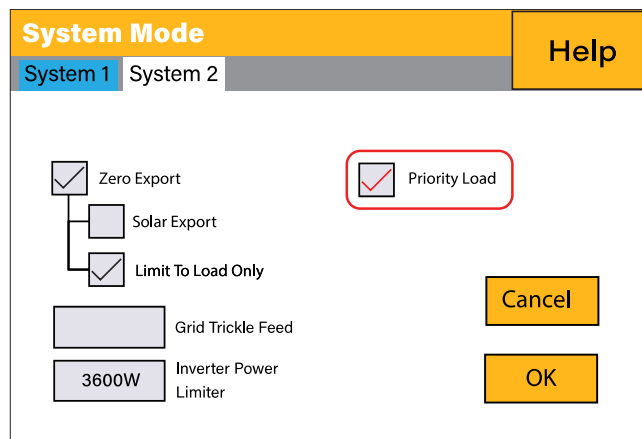 System Mode
Help
System 1
System 2
Zero Export
Priority Load
Solar Export
Limit To Load Only
Cancel
Grid Trickle Feed
3600W
Inverter Power
Limiter
OK